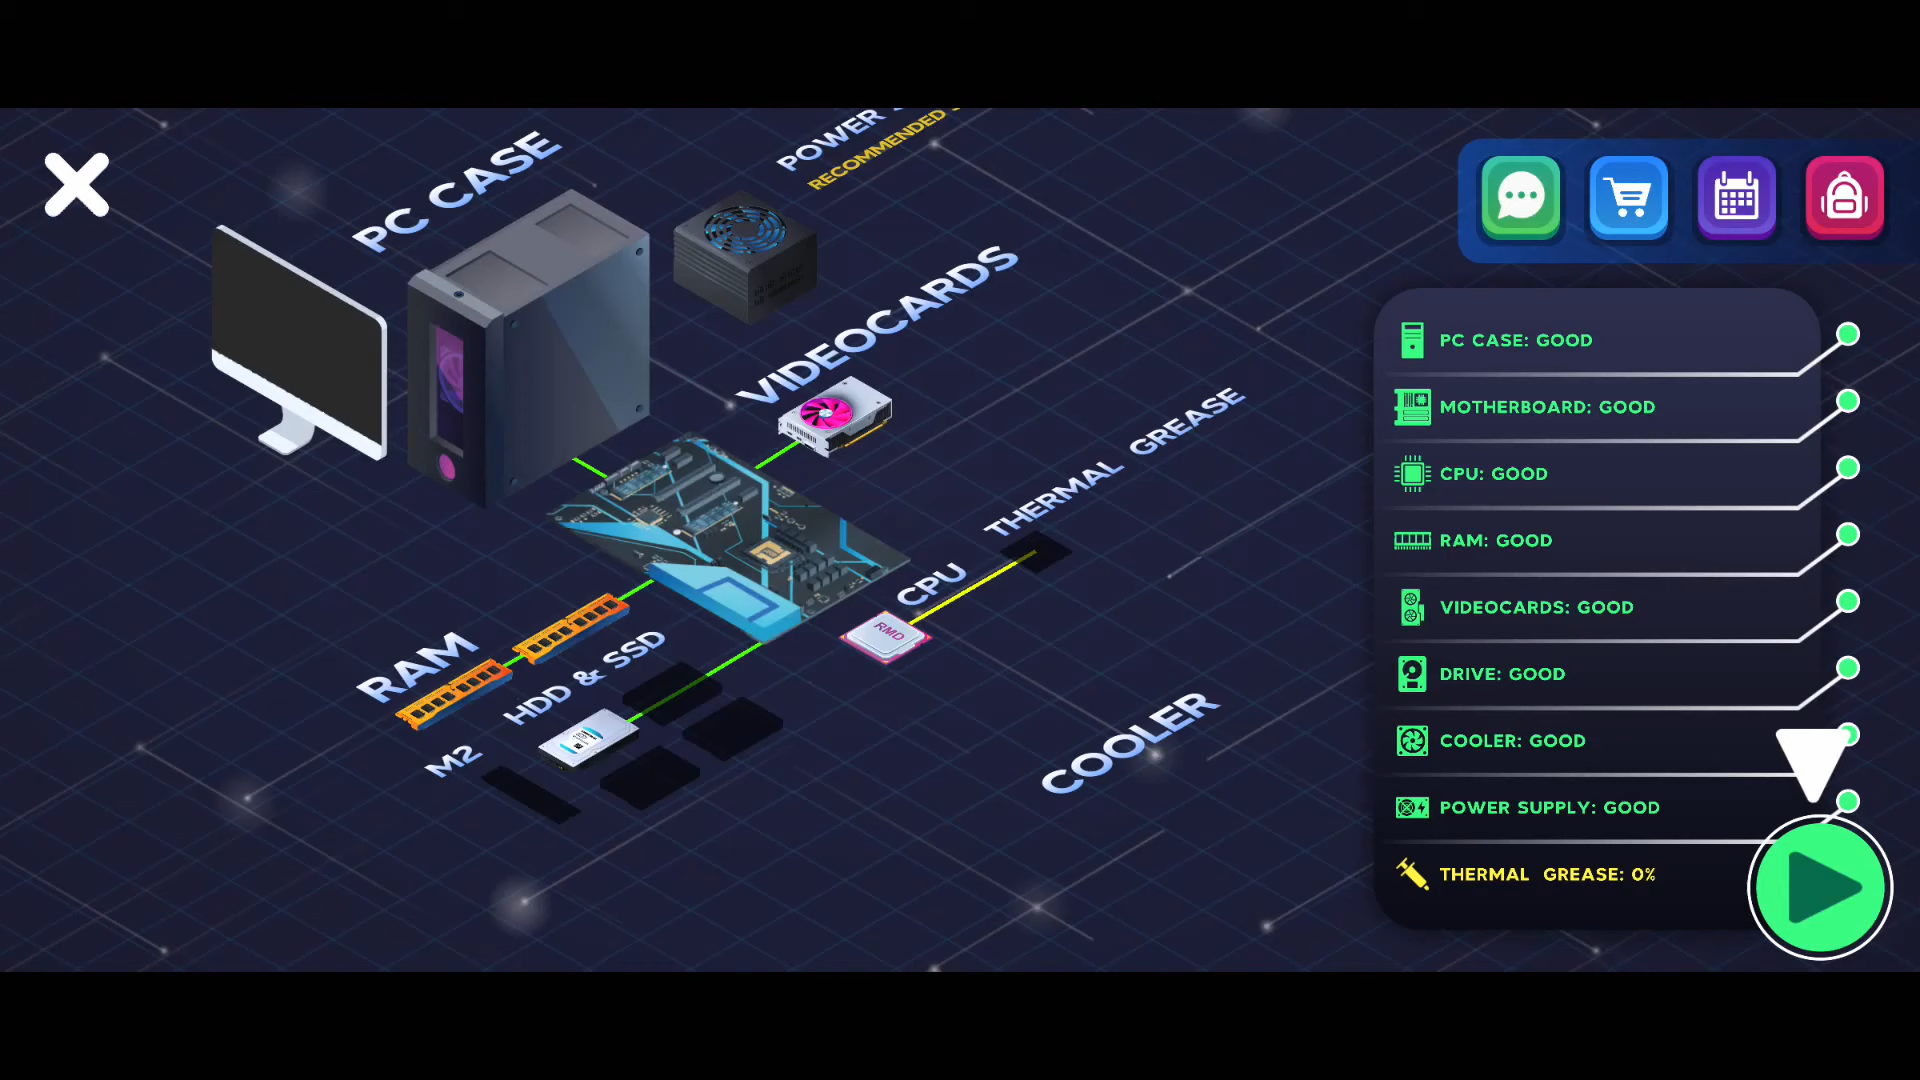 PC CASE
POWER
RECOMMENDED
VIDEOCARDS
THERMAL GREASE
CPU
RMD
RAM
HDD & SSD
M2
COOLER
PC CASE: GOOD
MOTHERBOARD: GOOD
CPU: GOOD
RAM: GOOD
VIDEOCARDS: GOOD
DRIVE: GOOD
COOLER: GOOD
POWER SUPPLY: GOOD
THERMAL GREASE: 0%